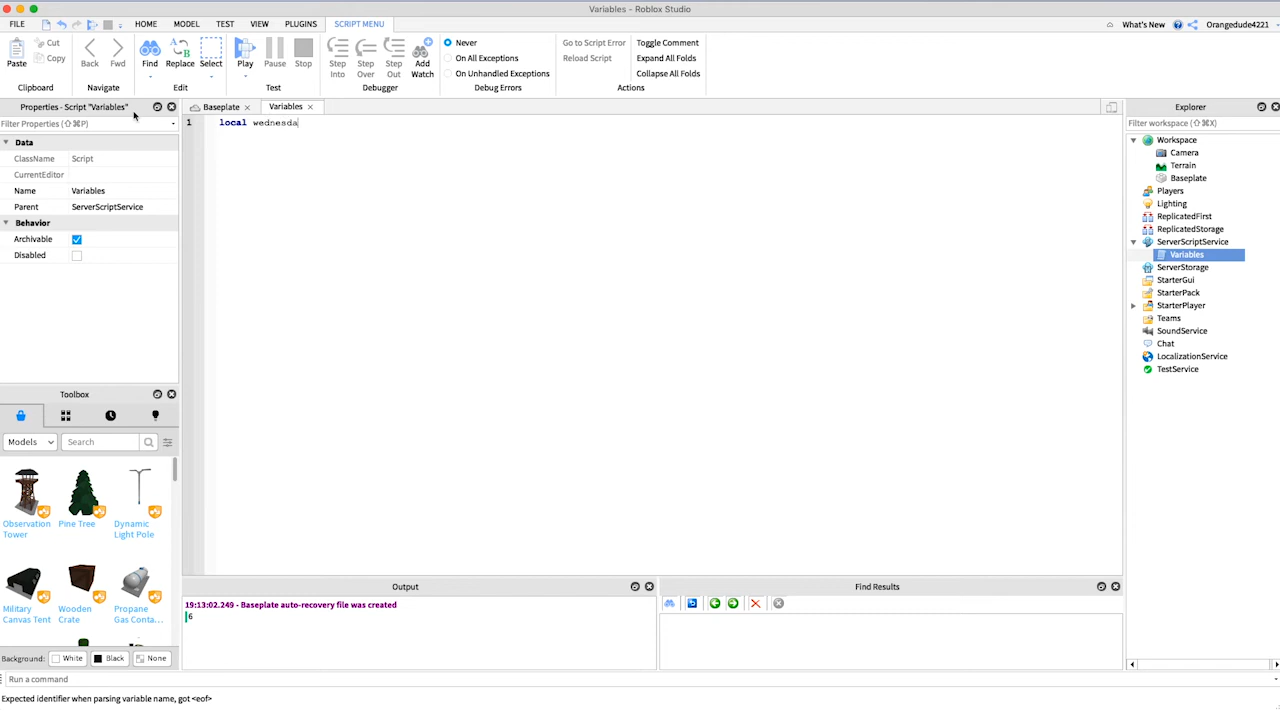 Variables - Roblox Studio
FILE HOME MODEL TEST VIEW PLUGINS SCRIPT MENU What's New Orangedude4221
Paste Cut Copy Back Fwd Find Replace Select Play Pause Stop Step Into Step Over Step Out Add Watch
Never
On All Exceptions
On Unhandled Exceptions
Go to Script Error
Reload Script
Toggle Comment
Expand All Folds
Collapse All Folds
Clipboard Navigate Edit Test Debugger Debug Errors Actions
Properties - Script "Variables"
Filter Properties (⇧⌘P)
Data
ClassName Script
CurrentEditor
Name Variables
Parent ServerScriptService
Behavior
Archivable
Disabled
Toolbox
Models Search
Observation Tower
Pine Tree
Dynamic Light Pole
Military Canvas Tent
Wooden Crate
Propane Gas Conta...
Background: White Black None
Baseplate Variables
1 local wednesda
Output
19:13:02.249 - Baseplate auto-recovery file was created
6
Find Results
Explorer
Filter workspace (⇧⌘X)
Workspace
Camera
Terrain
Baseplate
Players
Lighting
ReplicatedFirst
ReplicatedStorage
ServerScriptService
Variables
ServerStorage
StarterGui
StarterPack
StarterPlayer
Teams
SoundService
Chat
LocalizationService
TestService
Run a command
Expected identifier when parsing variable name, got <eof>